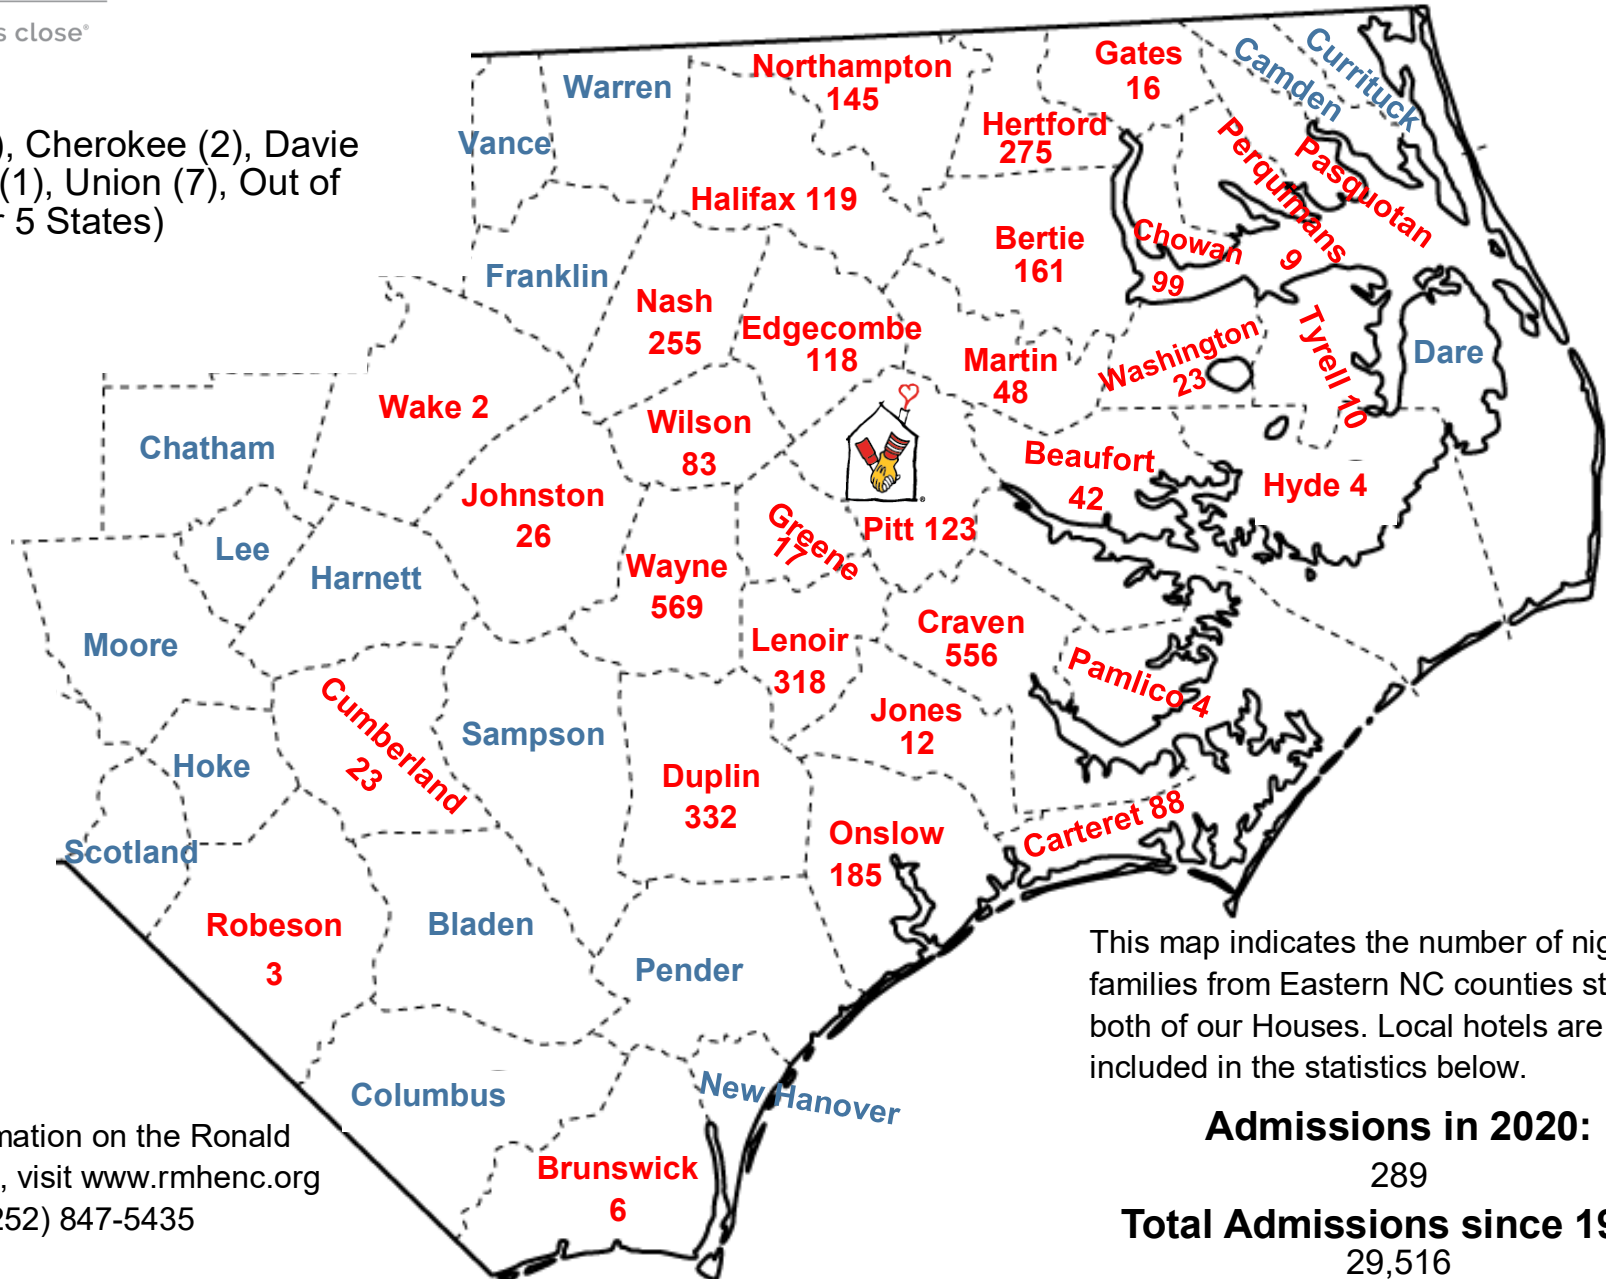 s close®
), Cherokee (2), Davie
(1), Union (7), Out of
5 States)
Warren
Northampton
145
Gates
16
Camden
Currituck
Vance
Hertford
275
Perquimans
9
Pasquotan
Halifax 119
Bertie
161
Chowan
99
Franklin
Nash
255
Edgecombe
118
Martin
48
Washington
23
Tyrell 10
Dare
Wake 2
Wilson
83
Chatham
Beaufort
42
Hyde 4
Johnston
26
Greene
17
Pitt 123
Lee
Harnett
Wayne
569
Moore
Lenoir
318
Craven
556
Pamlico 4
Cumberland
23
Sampson
Jones
12
Hoke
Duplin
332
Onslow
185
Carteret 88
Scotland
Robeson
3
Bladen
Pender
This map indicates the number of nig
families from Eastern NC counties st
both of our Houses. Local hotels are
included in the statistics below.
Columbus
New Hanover
Brunswick
6
mation on the Ronald
, visit www.rmhenc.org
252) 847-5435
Admissions in 2020:
289
Total Admissions since 19
29,516